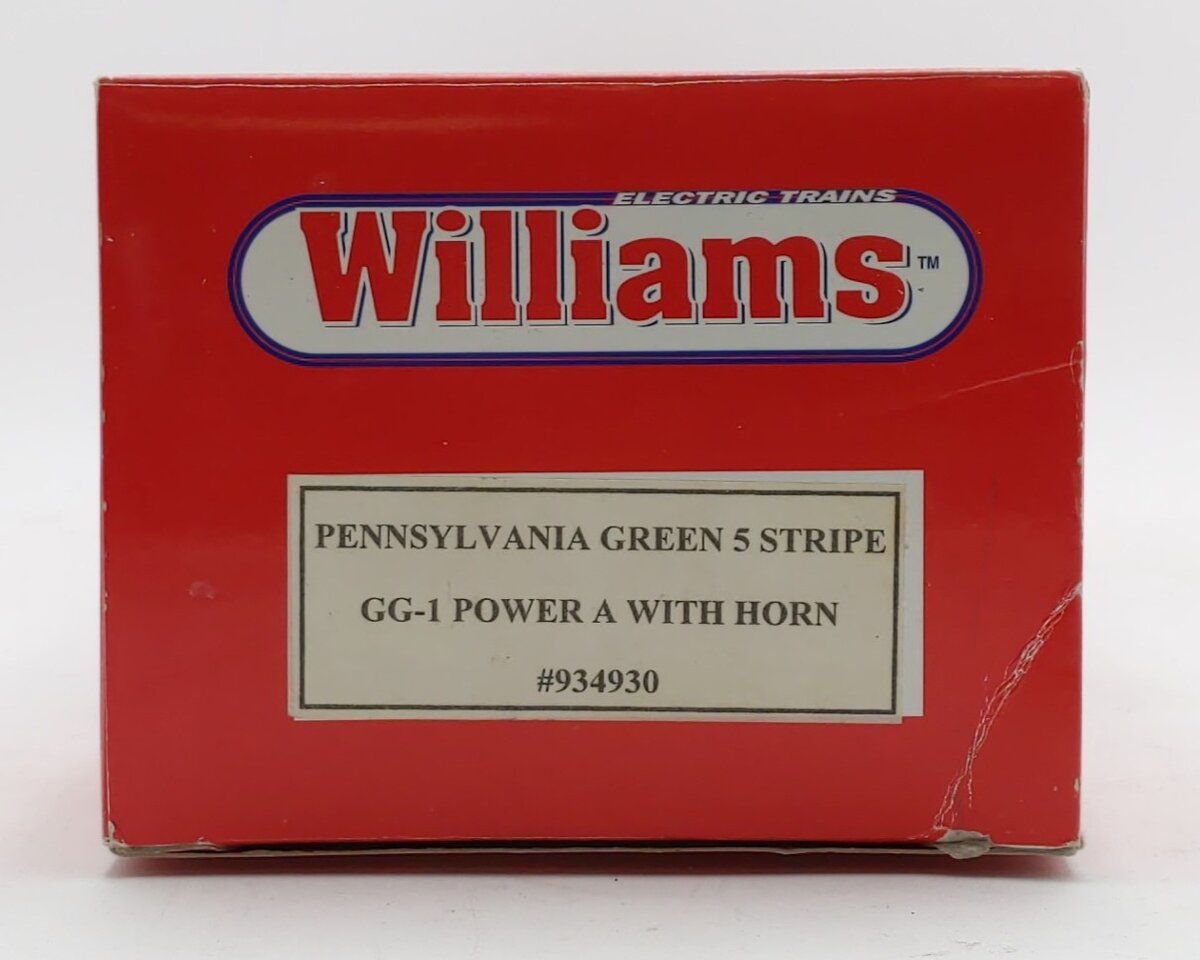 ELECTRIC TRAINS
Williams™
PENNSYLVANIA GREEN 5 STRIPE
GG-1 POWER A WITH HORN
#934930